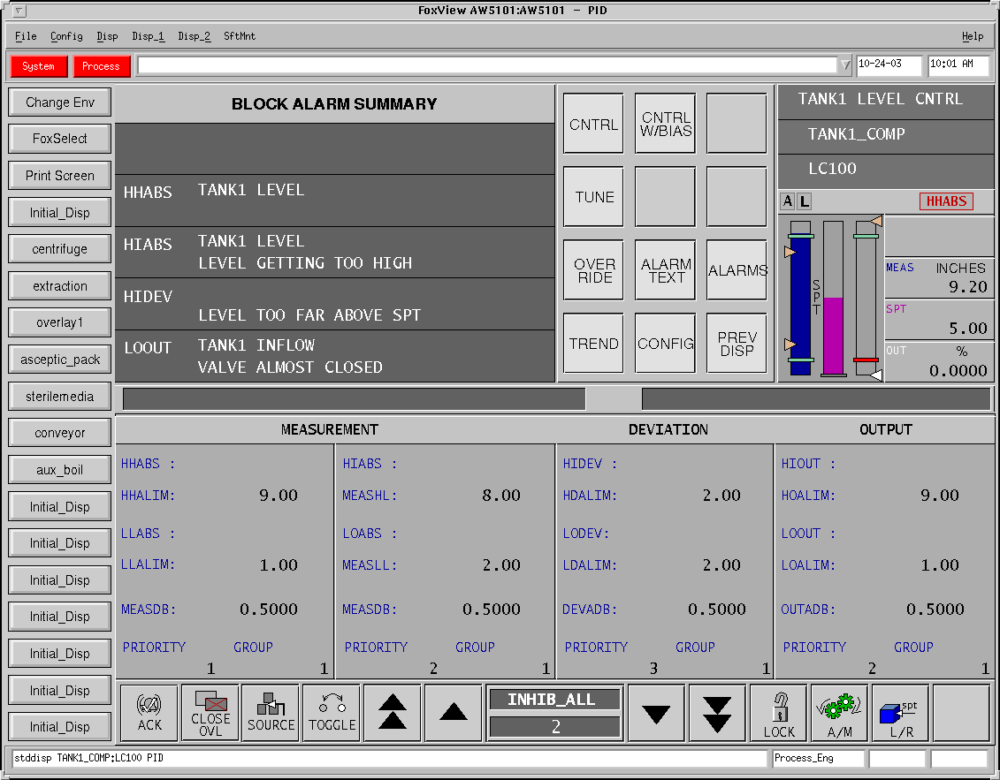 FoxView AW5101:AW5101 - PID
File Config Disp Disp_1 Disp_2 SftMnt Help
System Process 10-24-03 10:01 AM
Change Env
FoxSelect
Print Screen
Initial_Disp
centrifuge
extraction
overlay1
asceptic_pack
sterilemedia
conveyor
aux_boil
Initial_Disp
Initial_Disp
Initial_Disp
Initial_Disp
Initial_Disp
Initial_Disp
Initial_Disp
BLOCK ALARM SUMMARY
HHABS TANK1 LEVEL
HIABS TANK1 LEVEL
LEVEL GETTING TOO HIGH
HIDEV
LEVEL TOO FAR ABOVE SPT
LOOUT TANK1 INFLOW
VALVE ALMOST CLOSED
CNTRL
CNTRL
W/BIAS
TUNE
OVER
RIDE
ALARM
TEXT
ALARMS
TREND
CONFIG
PREV
DISP
TANK1 LEVEL CNTRL
TANK1_COMP
LC100
A L HHABS
SPT
MEAS INCHES
9.20
SPT
5.00
OUT %
0.0000
MEASUREMENT DEVIATION OUTPUT
HHABS : HIABS : HIDEV : HIOUT :
HHALIM: 9.00 MEASHL: 8.00 HDALIM: 2.00 HOALIM: 9.00
LLABS : LOABS : LODEV: LOOUT :
LLALIM: 1.00 MEASLL: 2.00 LDALIM: 2.00 LOALIM: 1.00
MEASDB: 0.5000 MEASDB: 0.5000 DEVADB: 0.5000 OUTADB: 0.5000
PRIORITY GROUP PRIORITY GROUP PRIORITY GROUP PRIORITY GROUP
1 1 2 1 3 1 2 1
ACK
CLOSE
OVL
SOURCE
TOGGLE
INHIB_ALL
2
LOCK
A/M
spt
L/R
stddisp TANK1_COMP:LC100 PID Process_Eng